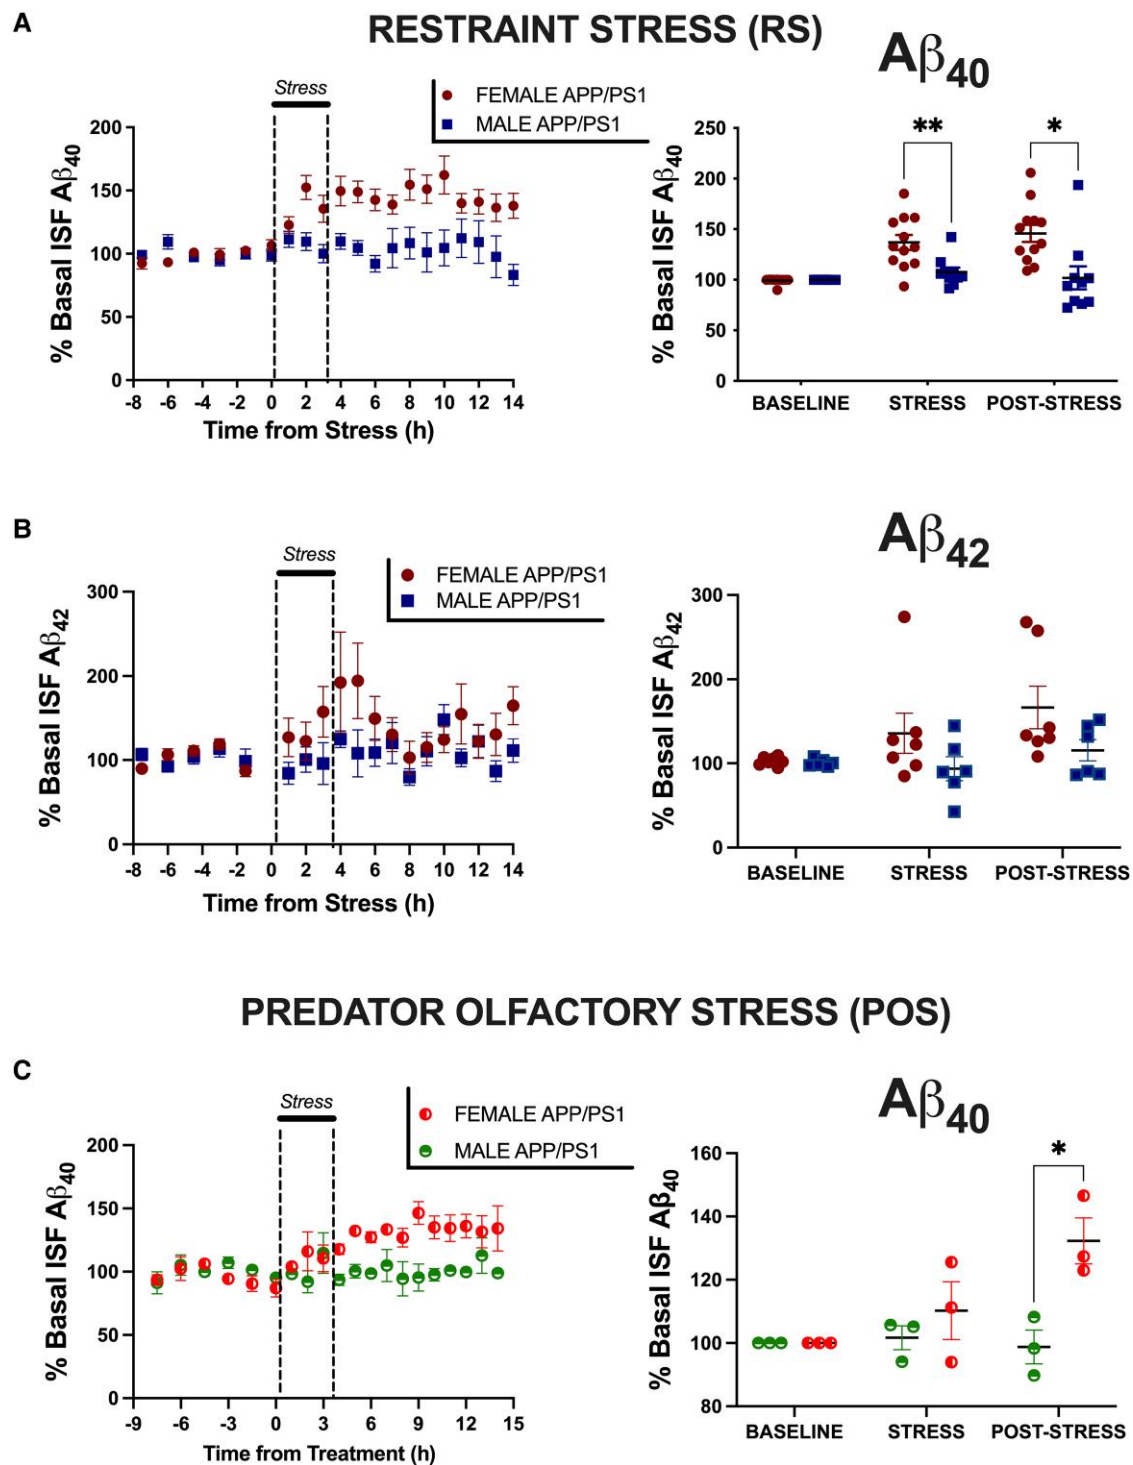 A
RESTRAINT STRESS (RS)
Aβ40
Stress
FEMALE APP/PS1
MALE APP/PS1
% Basal ISF Aβ40
200
150
100
50
0
-8 -6 -4 -2 0 2 4 6 8 10 12 14
Time from Stress (h)
% Basal ISF Aβ40
250
200
150
100
50
0
** *
BASELINE STRESS POST-STRESS
B
Aβ42
Stress
FEMALE APP/PS1
MALE APP/PS1
% Basal ISF Aβ42
300
200
100
0
-8 -6 -4 -2 0 2 4 6 8 10 12 14
Time from Stress (h)
% Basal ISF Aβ42
300
200
100
0
BASELINE STRESS POST-STRESS
PREDATOR OLFACTORY STRESS (POS)
C
Aβ40
Stress
FEMALE APP/PS1
MALE APP/PS1
% Basal ISF Aβ40
200
150
100
50
0
-9 -6 -3 0 3 6 9 12 15
Time from Treatment (h)
% Basal ISF Aβ40
160
140
120
100
80
*
BASELINE STRESS POST-STRESS